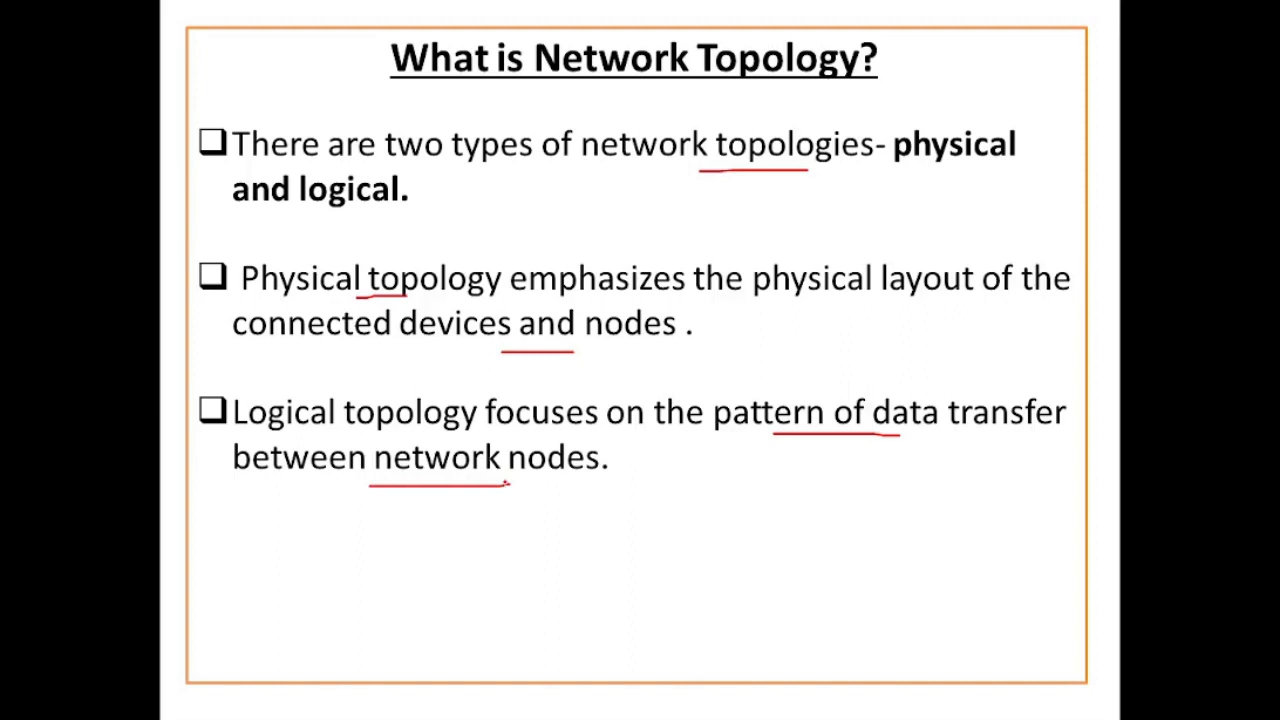 What is Network Topology?
❑There are two types of network topologies- physical
and logical.
❑ Physical topology emphasizes the physical layout of the
connected devices and nodes .
❑Logical topology focuses on the pattern of data transfer
between network nodes.